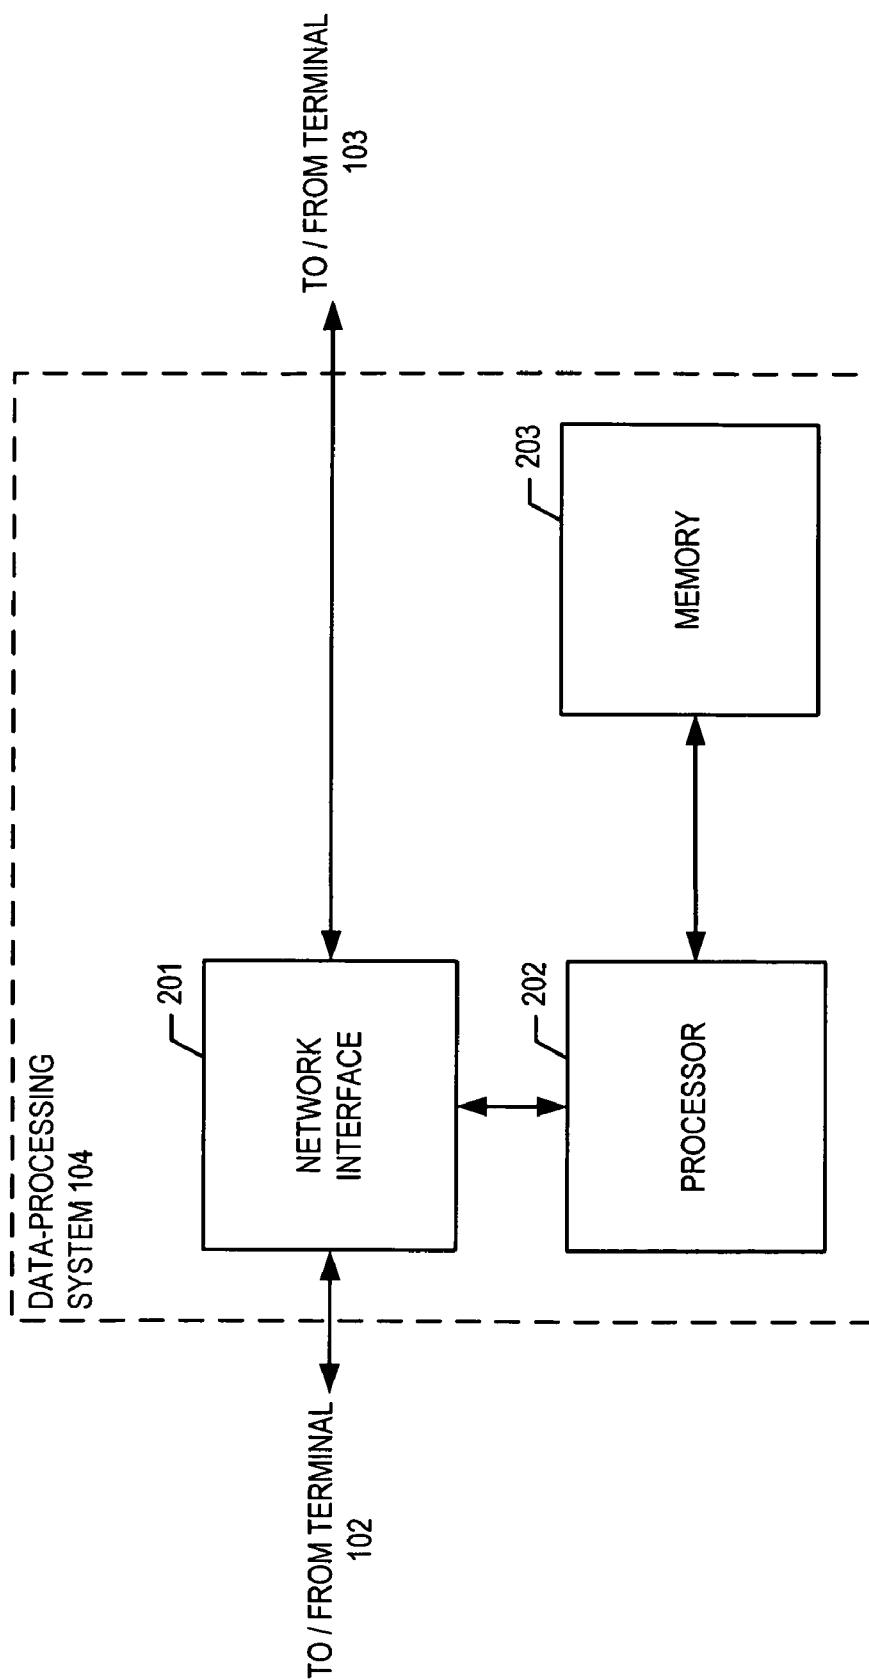 DATA-PROCESSING
SYSTEM 104
TO / FROM TERMINAL
102
201
NETWORK
INTERFACE
TO / FROM TERMINAL
103
202
PROCESSOR
203
MEMORY